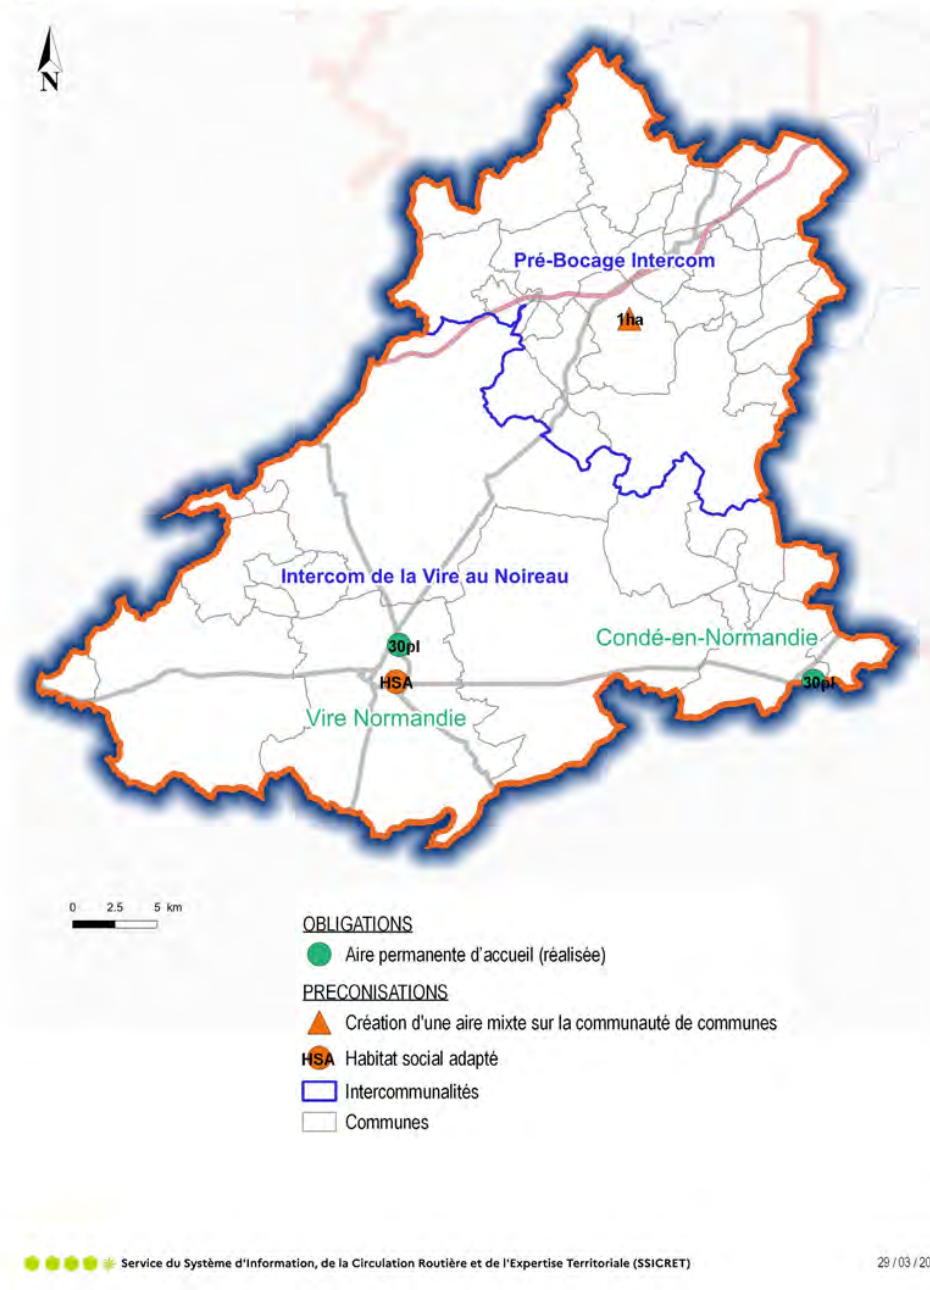 N
Pré-Bocage Intercom
1ha
Intercom de la Vire au Noireau
30pl
Condé-en-Normandie
HSA
30pl
Vire Normandie
0 2.5 5 km
OBLIGATIONS
Aire permanente d'accueil (réalisée)
PRECONISATIONS
Création d'une aire mixte sur la communauté de communes
HSA Habitat social adapté
Intercommunalités
Communes
Service du Système d'Information, de la Circulation Routière et de l'Expertise Territoriale (SSICRET)
29 / 03 / 20